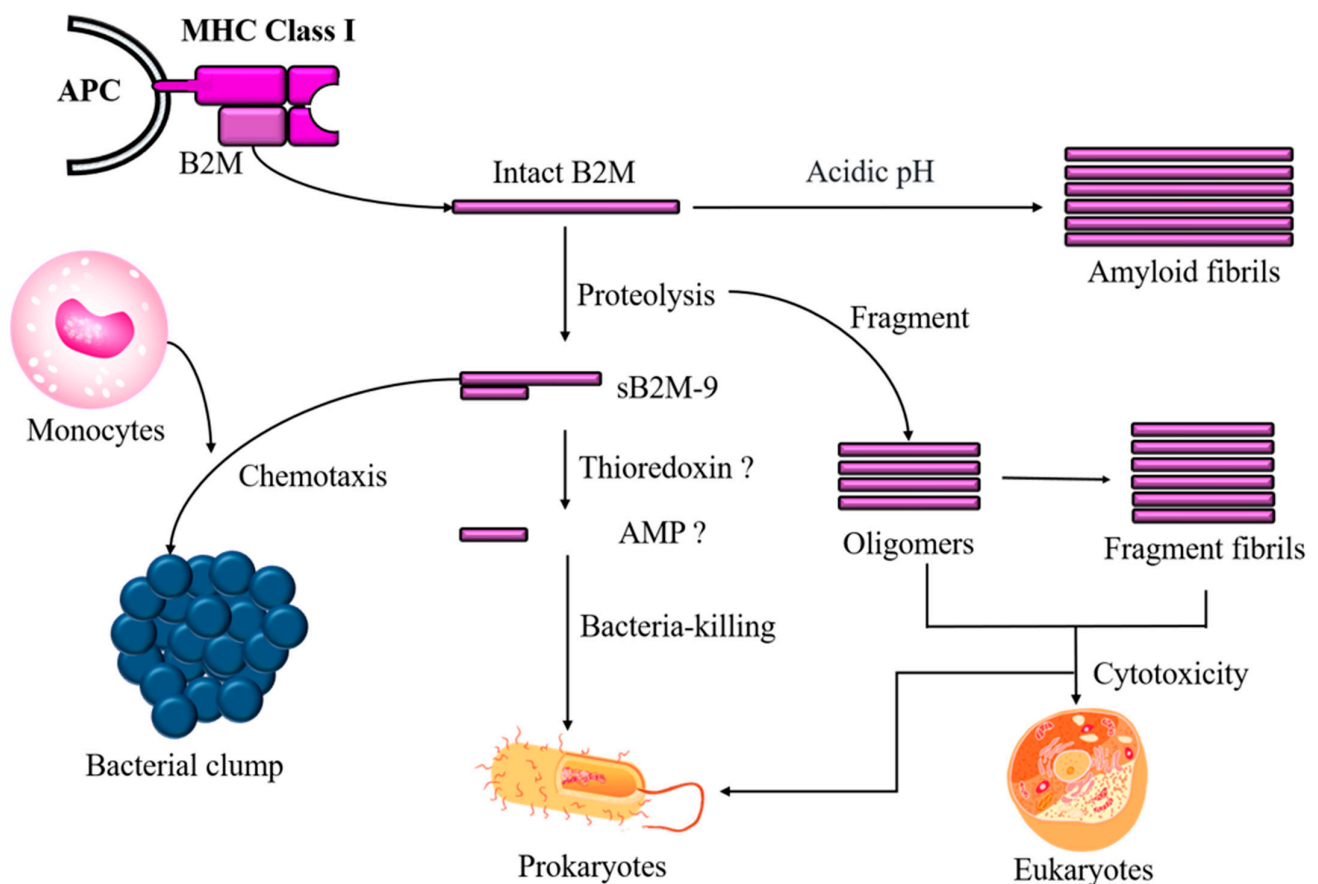 MHC Class I
APC
B2M
Intact B2M
Acidic pH
Amyloid fibrils
Proteolysis
Fragment
sB2M-9
Monocytes
Chemotaxis
Thioredoxin ?
AMP ?
Oligomers
Fragment fibrils
Bacteria-killing
Cytotoxicity
Bacterial clump
Prokaryotes
Eukaryotes